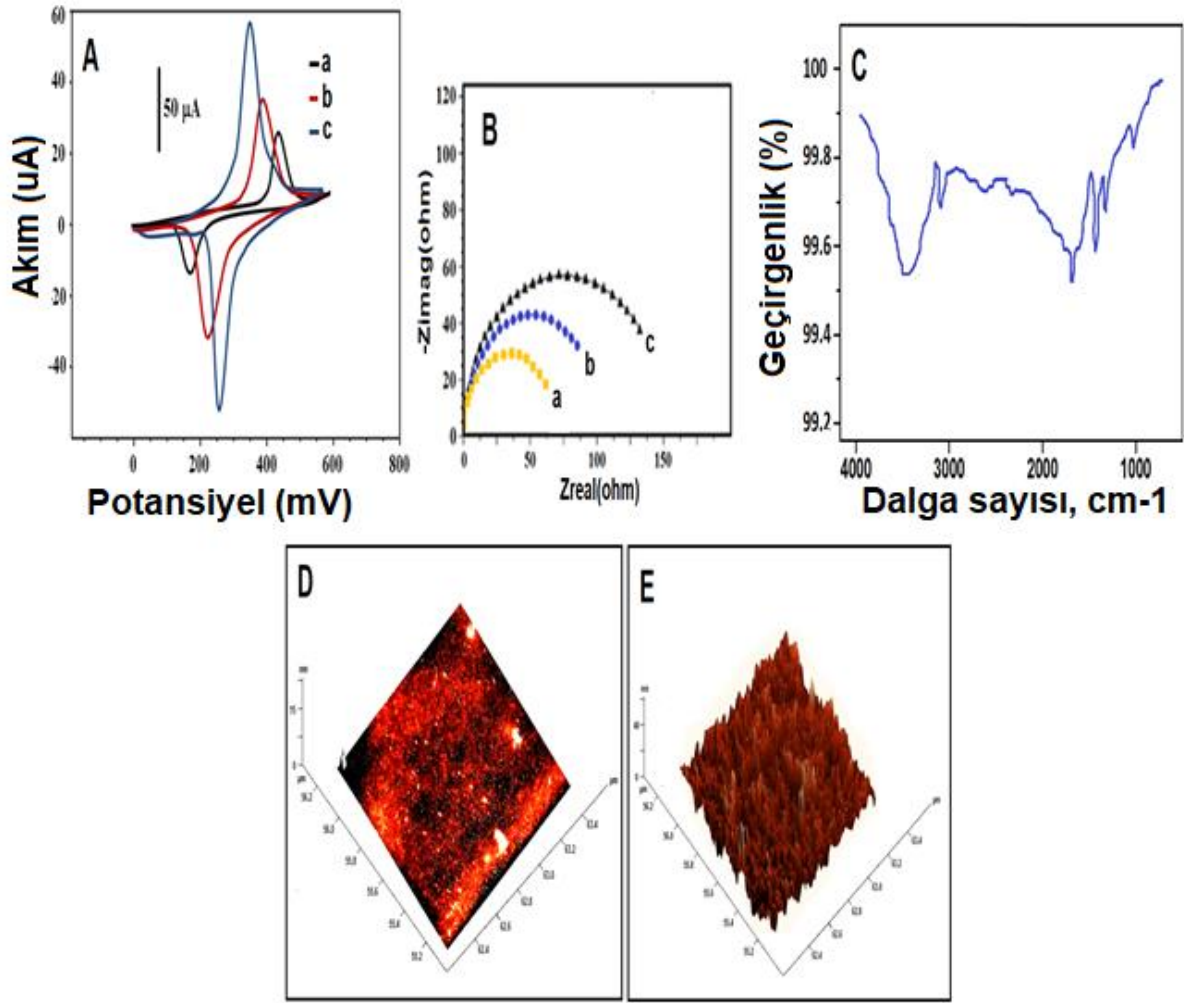 A
50 µA
a
b
c
60
40
20
0
-20
-40
0 200 400 600 800
Akım (uA)
Potansiyel (mV)
B
120
100
80
60
40
20
0
0 50 100 150
-Zimag(ohm)
Zreal(ohm)
a
b
c
C
100
99.8
99.6
99.4
99.2
4000 3000 2000 1000
Geçirgenlik (%)
Dalga sayısı, cm-1
D
E